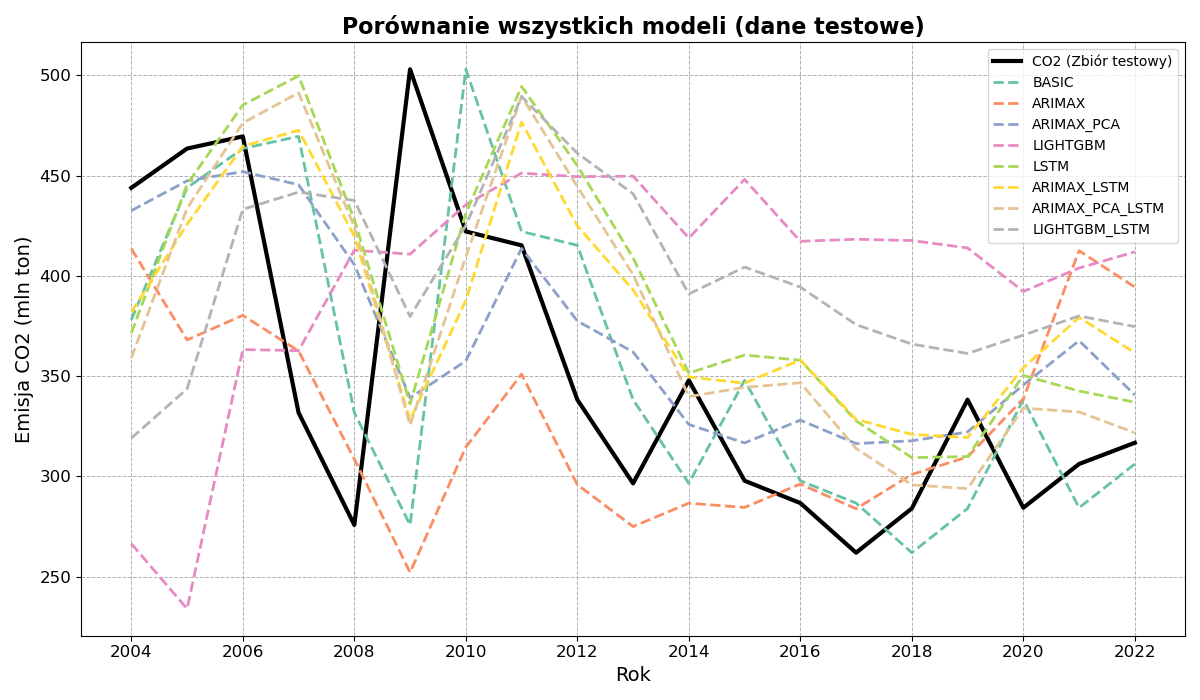 Porównanie wszystkich modeli (dane testowe)
Emisja CO2 (mln ton)
500
450
400
350
300
250
CO2 (Zbiór testowy)
BASIC
ARIMAX
ARIMAX_PCA
LIGHTGBM
LSTM
ARIMAX_LSTM
ARIMAX_PCA_LSTM
LIGHTGBM_LSTM
2004 2006 2008 2010 2012 2014 2016 2018 2020 2022
Rok